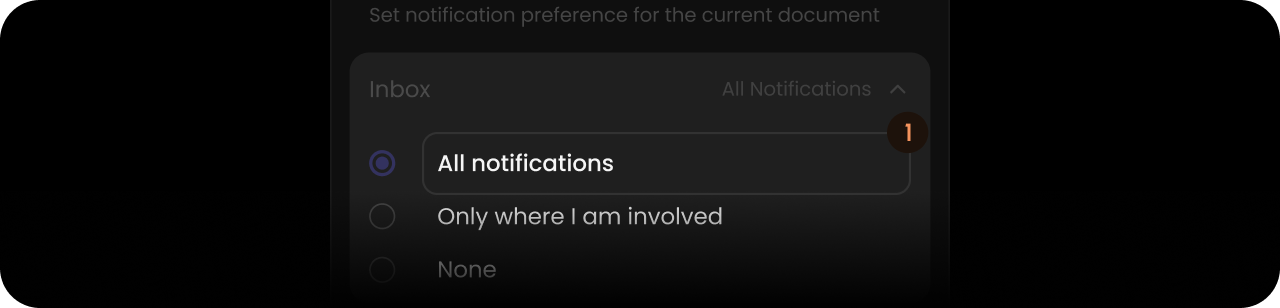 Set notification preference for the current document
Inbox
All Notifications
1
All notifications
Only where I am involved
None